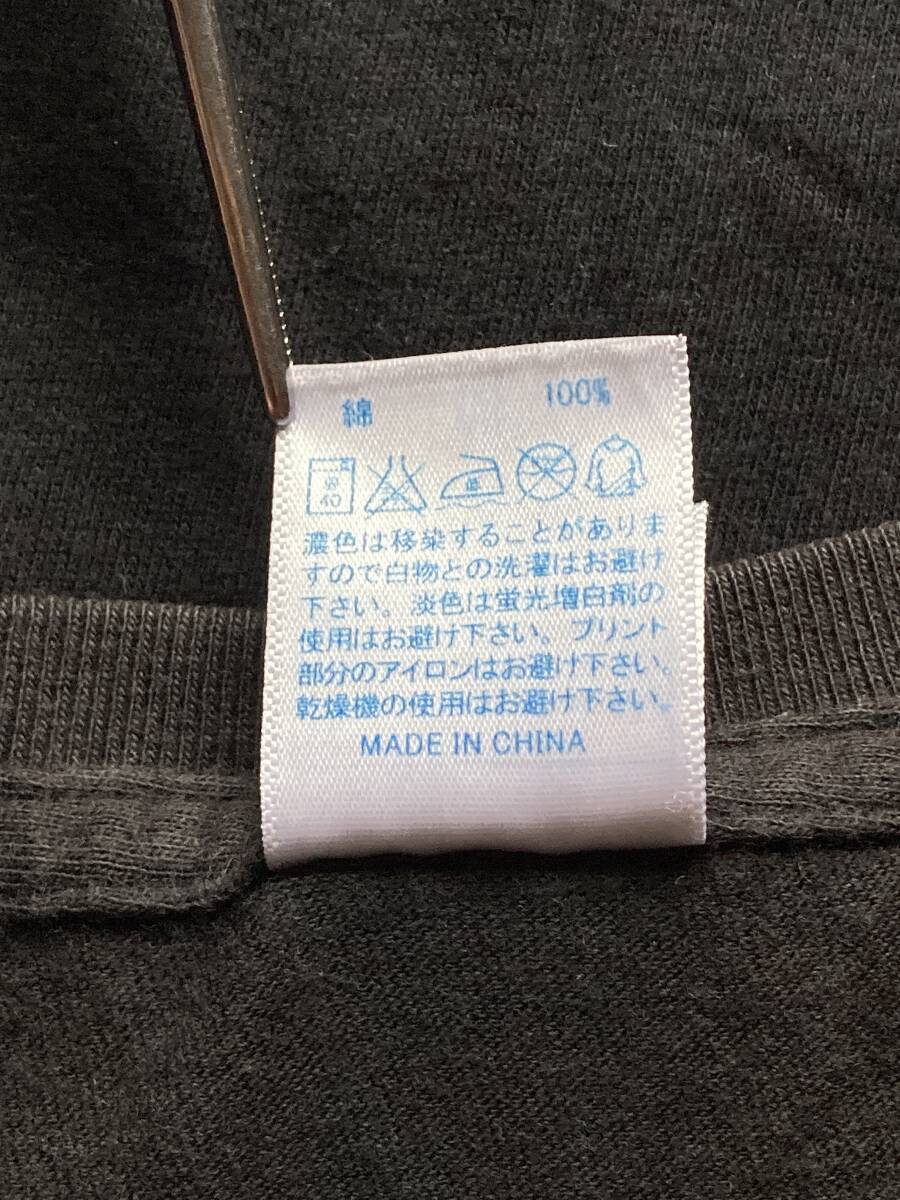 綿 100%
40 中
濃色は移染することがありま
すので白物との洗濯はお避け
下さい。淡色は蛍光増白剤の
使用はお避け下さい。プリント
部分のアイロンはお避け下さい。
乾燥機の使用はお避け下さい。
MADE IN CHINA